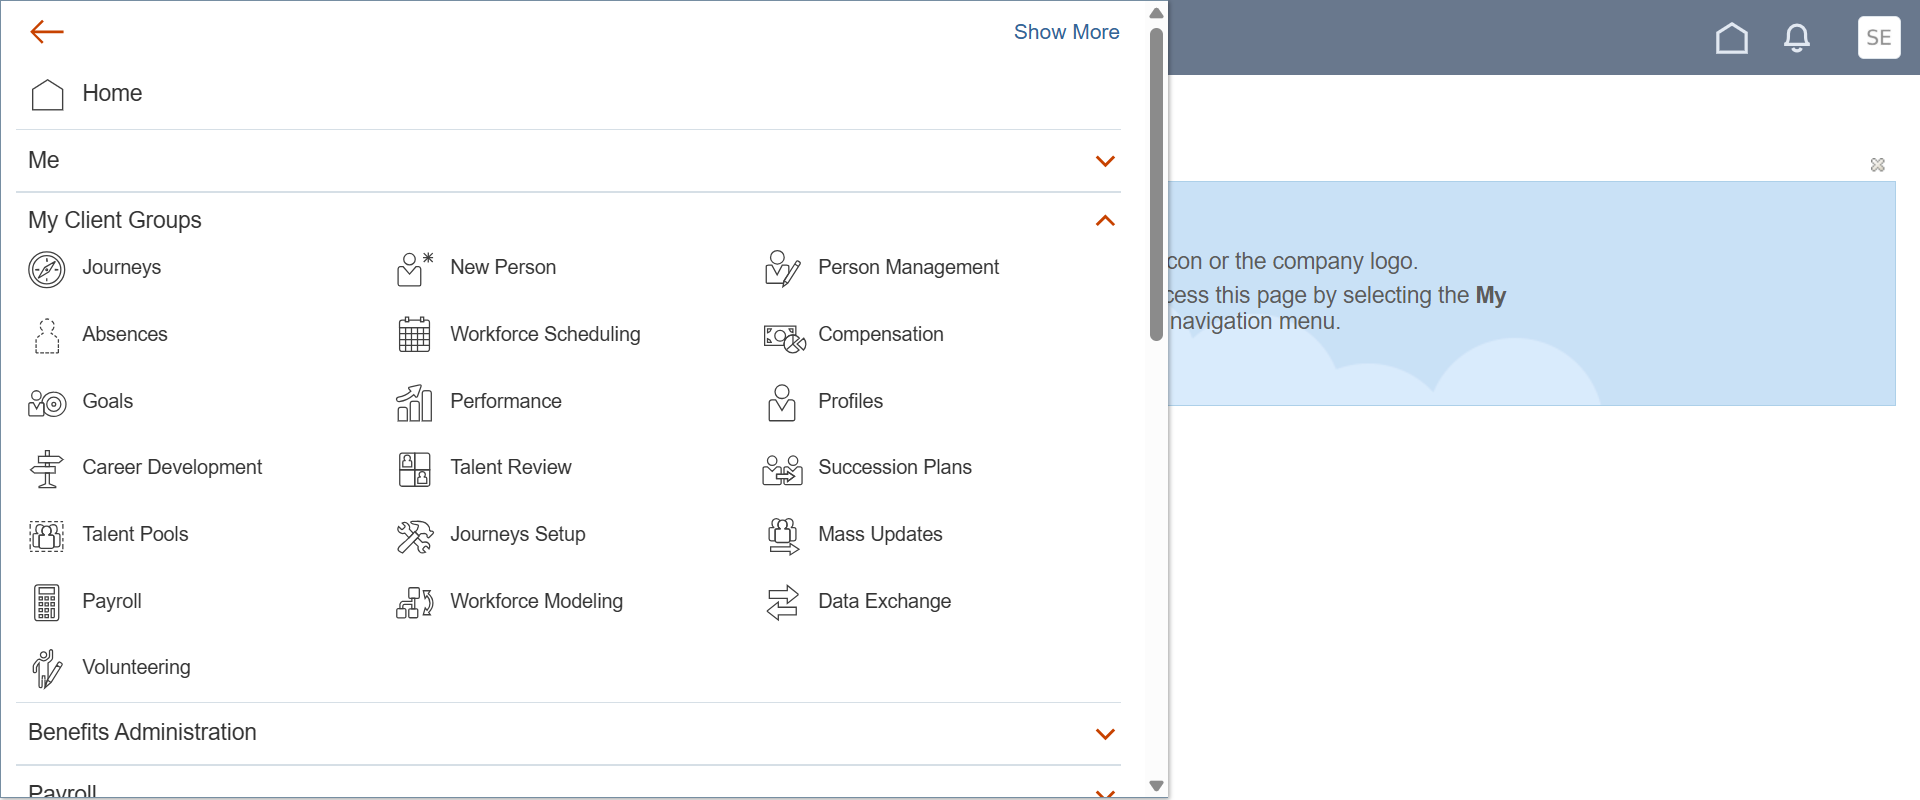 Show More
SE
Home
Me
My Client Groups
Journeys
New Person
Person Management
Absences
Workforce Scheduling
Compensation
Goals
Performance
Profiles
Career Development
Talent Review
Succession Plans
Talent Pools
Journeys Setup
Mass Updates
Payroll
Workforce Modeling
Data Exchange
Volunteering
Benefits Administration
Payroll
con or the company logo.
cess this page by selecting the My
navigation menu.